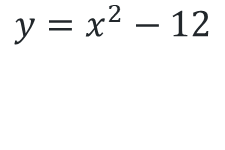 y = x² − 12